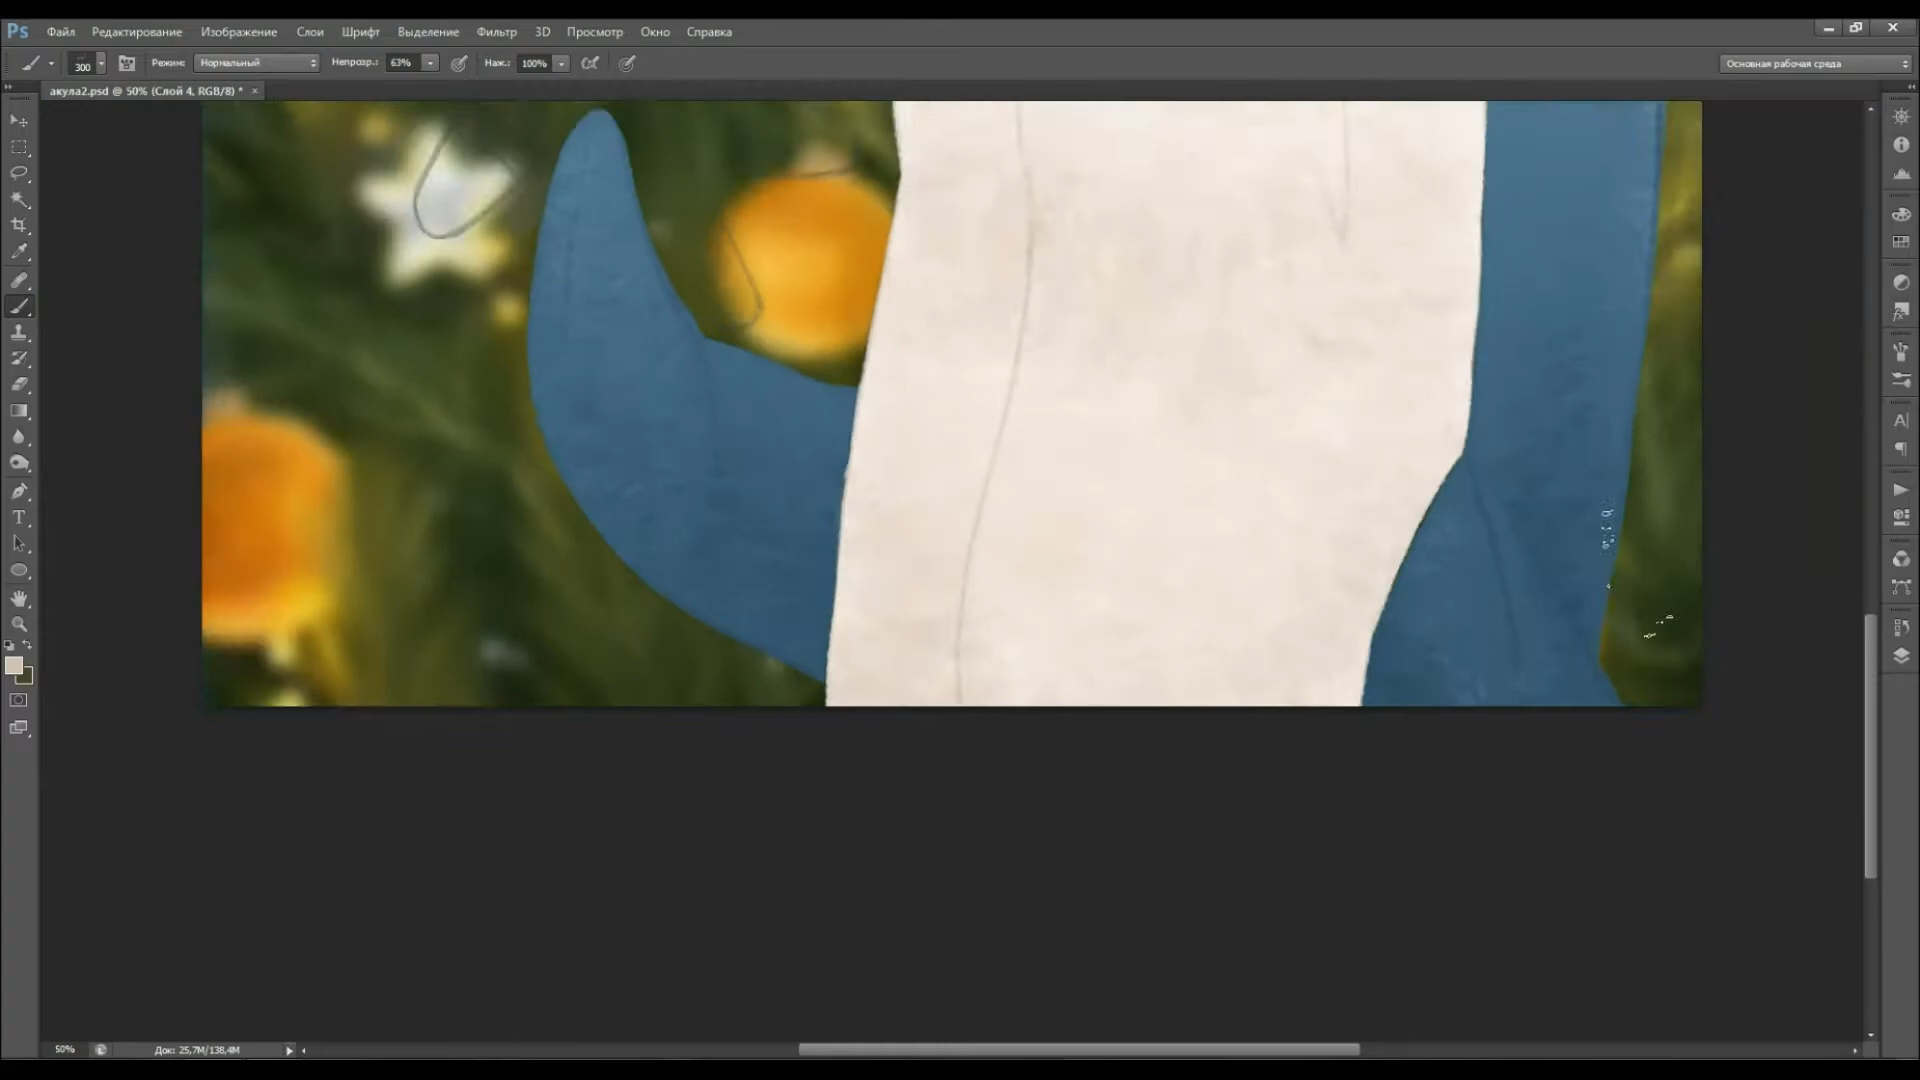 Ps Файл Редактирование Изображение Слои Шрифт Выделение Фильтр 3D Просмотр Окно Справка
300 Режим: Нормальный Непрозр.: 63% Наж.: 100% Основная рабочая среда
акула2.psd @ 50% (Слой 4, RGB/8) * ×
50% Док: 25,7M/138,4M